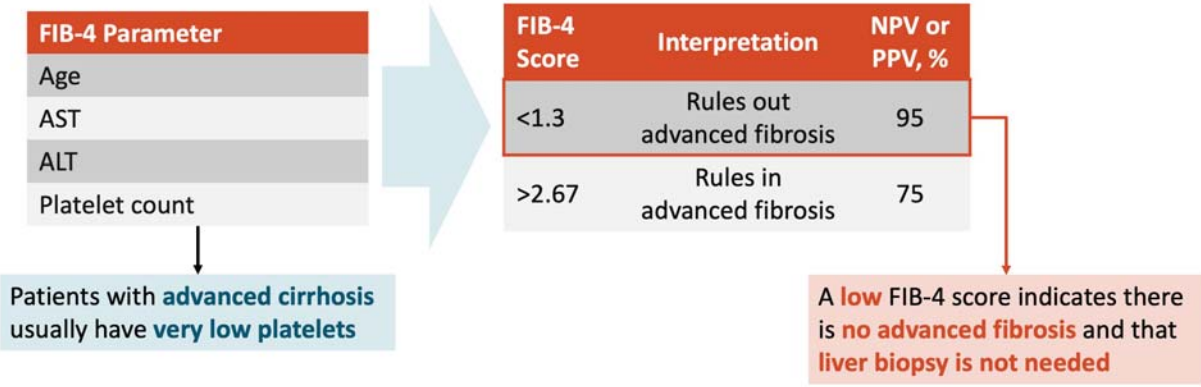 FIB-4 Parameter
Age
AST
ALT
Platelet count
Patients with advanced cirrhosis
usually have very low platelets
FIB-4
Score
Interpretation
NPV or
PPV, %
<1.3
Rules out
advanced fibrosis
95
>2.67
Rules in
advanced fibrosis
75
A low FIB-4 score indicates there
is no advanced fibrosis and that
liver biopsy is not needed